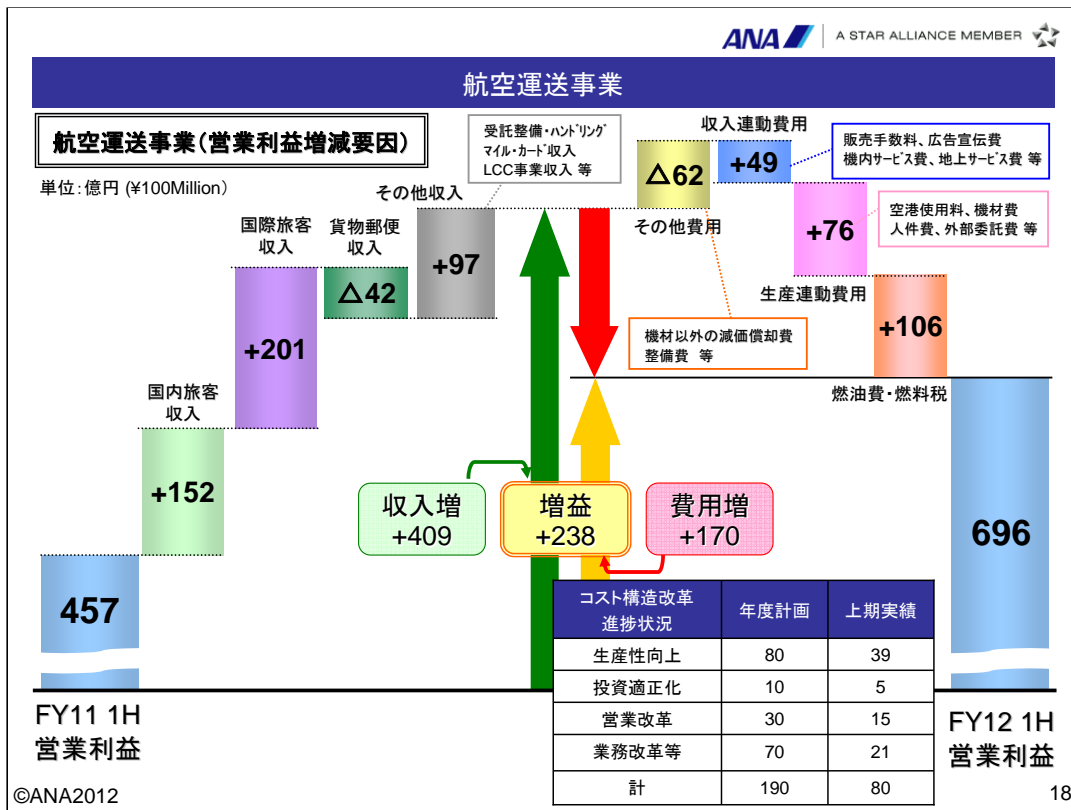 ANA
A STAR ALLIANCE MEMBER
航空運送事業
航空運送事業(営業利益増減要因)
単位:億円 (¥100Million)
受託整備・ハンドリング
マイル・カード収入
LCC事業収入 等
収入連動費用
販売手数料、広告宣伝費
機内サービス費、地上サービス費 等
その他収入
△62
+49
その他費用
空港使用料、機材費
人件費、外部委託費 等
国際旅客
収入
貨物郵便
収入
+97
+76
△42
生産連動費用
+201
機材以外の減価償却費
整備費 等
+106
国内旅客
収入
燃油費・燃料税
+152
収入増
+409
増益
+238
費用増
+170
457
696
コスト構造改革
進捗状況
年度計画
上期実績
生産性向上 80 39
投資適正化 10 5
営業改革 30 15
業務改革等 70 21
計 190 80
FY11 1H
営業利益
FY12 1H
営業利益
©ANA2012
18